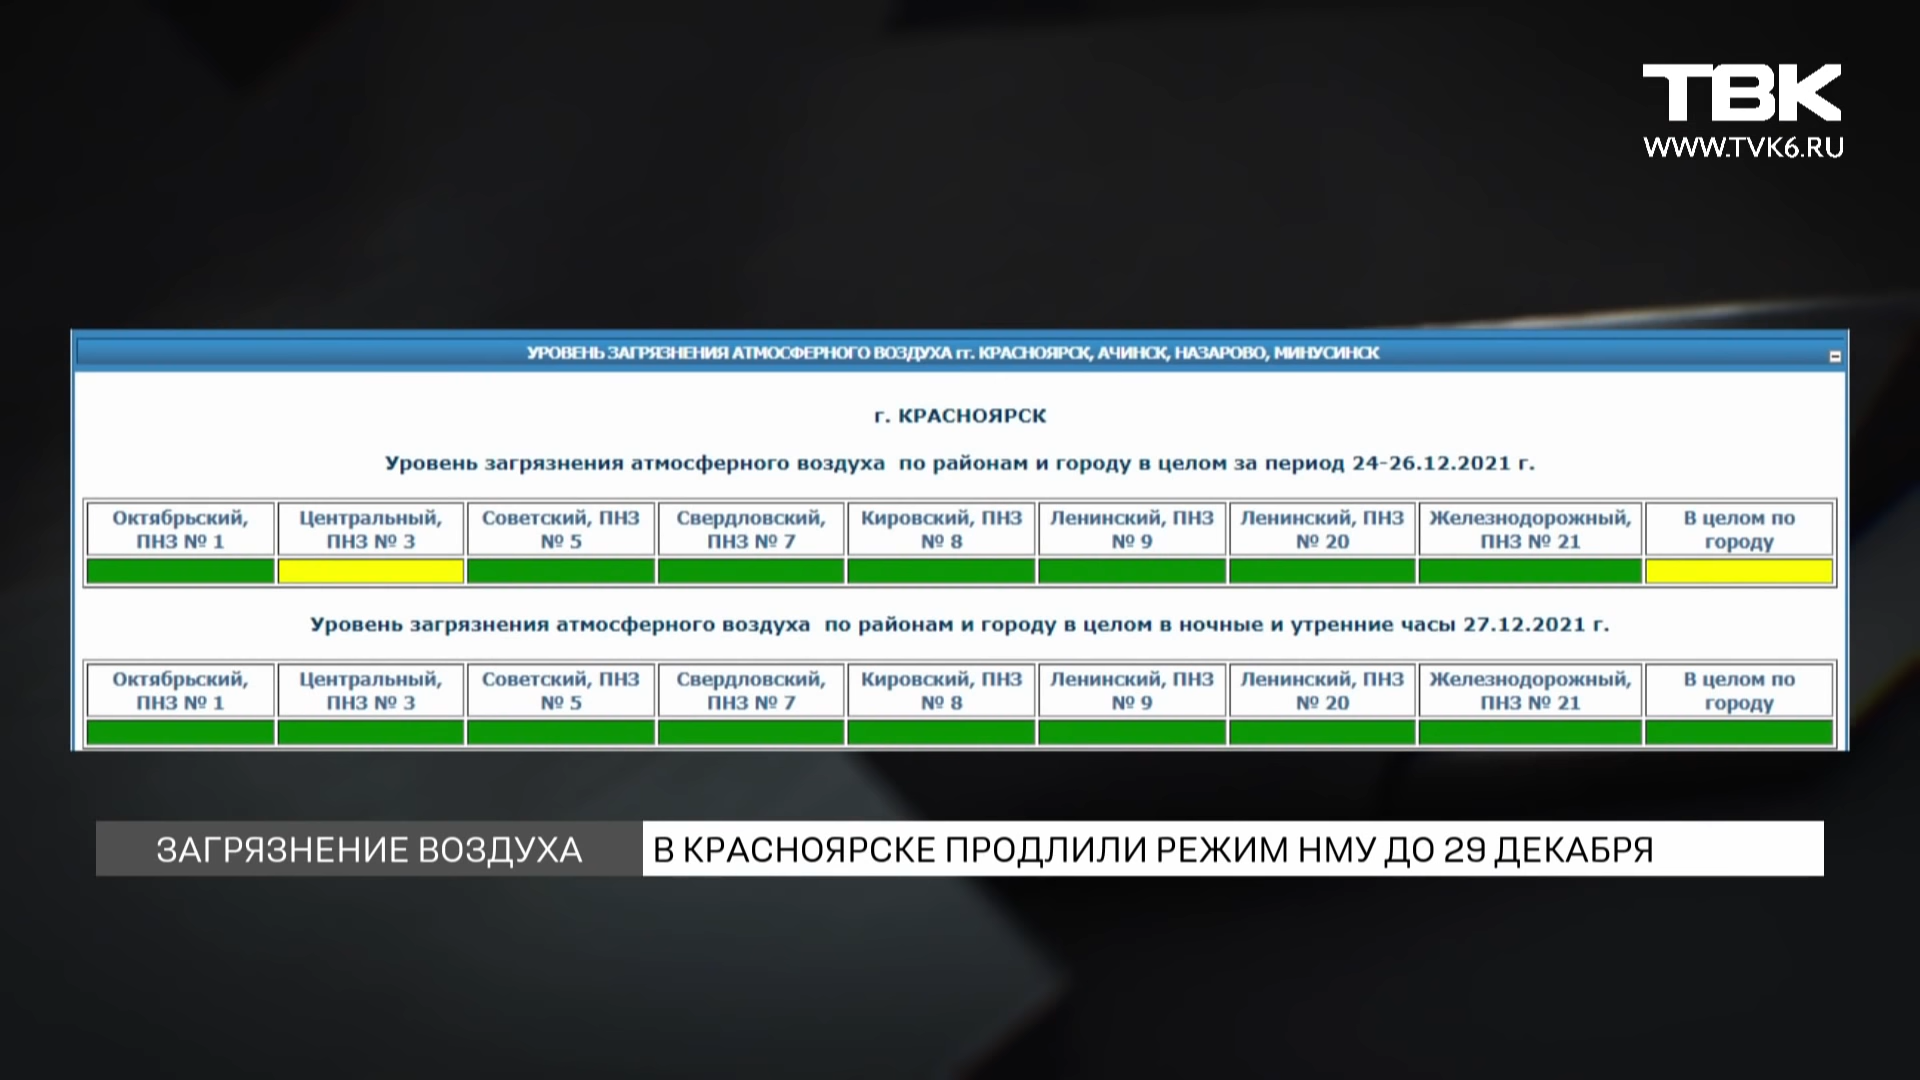 ТВК
WWW.TVK6.RU
УРОВЕНЬ ЗАГРЯЗНЕНИЯ АТМОСФЕРНОГО ВОЗДУХА гг. КРАСНОЯРСК, АЧИНСК, НАЗАРОВО, МИНУСИНСК
г. КРАСНОЯРСК
Уровень загрязнения атмосферного воздуха по районам и городу в целом за период 24-26.12.2021 г.
Октябрьский, ПНЗ № 1
Центральный, ПНЗ № 3
Советский, ПНЗ № 5
Свердловский, ПНЗ № 7
Кировский, ПНЗ № 8
Ленинский, ПНЗ № 9
Ленинский, ПНЗ № 20
Железнодорожный, ПНЗ № 21
В целом по городу
Уровень загрязнения атмосферного воздуха по районам и городу в целом в ночные и утренние часы 27.12.2021 г.
Октябрьский, ПНЗ № 1
Центральный, ПНЗ № 3
Советский, ПНЗ № 5
Свердловский, ПНЗ № 7
Кировский, ПНЗ № 8
Ленинский, ПНЗ № 9
Ленинский, ПНЗ № 20
Железнодорожный, ПНЗ № 21
В целом по городу
ЗАГРЯЗНЕНИЕ ВОЗДУХА
В КРАСНОЯРСКЕ ПРОДЛИЛИ РЕЖИМ НМУ ДО 29 ДЕКАБРЯ